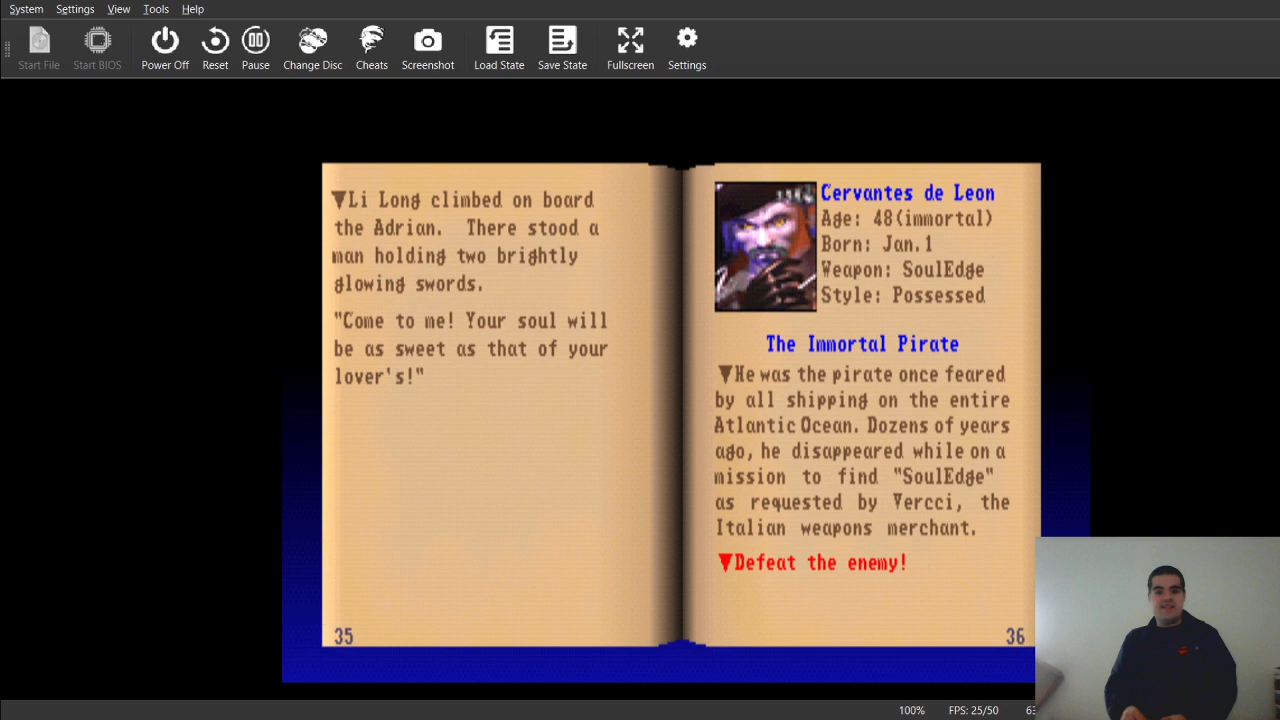 System Settings View Tools Help
Start File Start BIOS Power Off Reset Pause Change Disc Cheats Screenshot Load State Save State Fullscreen Settings
▼Li Long climbed on board
the Adrian. There stood a
man holding two brightly
glowing swords.
"Come to me! Your soul will
be as sweet as that of your
lover's!"
35
Cervantes de Leon
Age: 48(immortal)
Born: Jan.1
Weapon: SoulEdge
Style: Possessed
The Immortal Pirate
▼He was the pirate once feared
by all shipping on the entire
Atlantic Ocean. Dozens of years
ago, he disappeared while on a
mission to find "SoulEdge"
as requested by Vercci, the
Italian weapons merchant.
▼Defeat the enemy!
36
100% FPS: 25/50